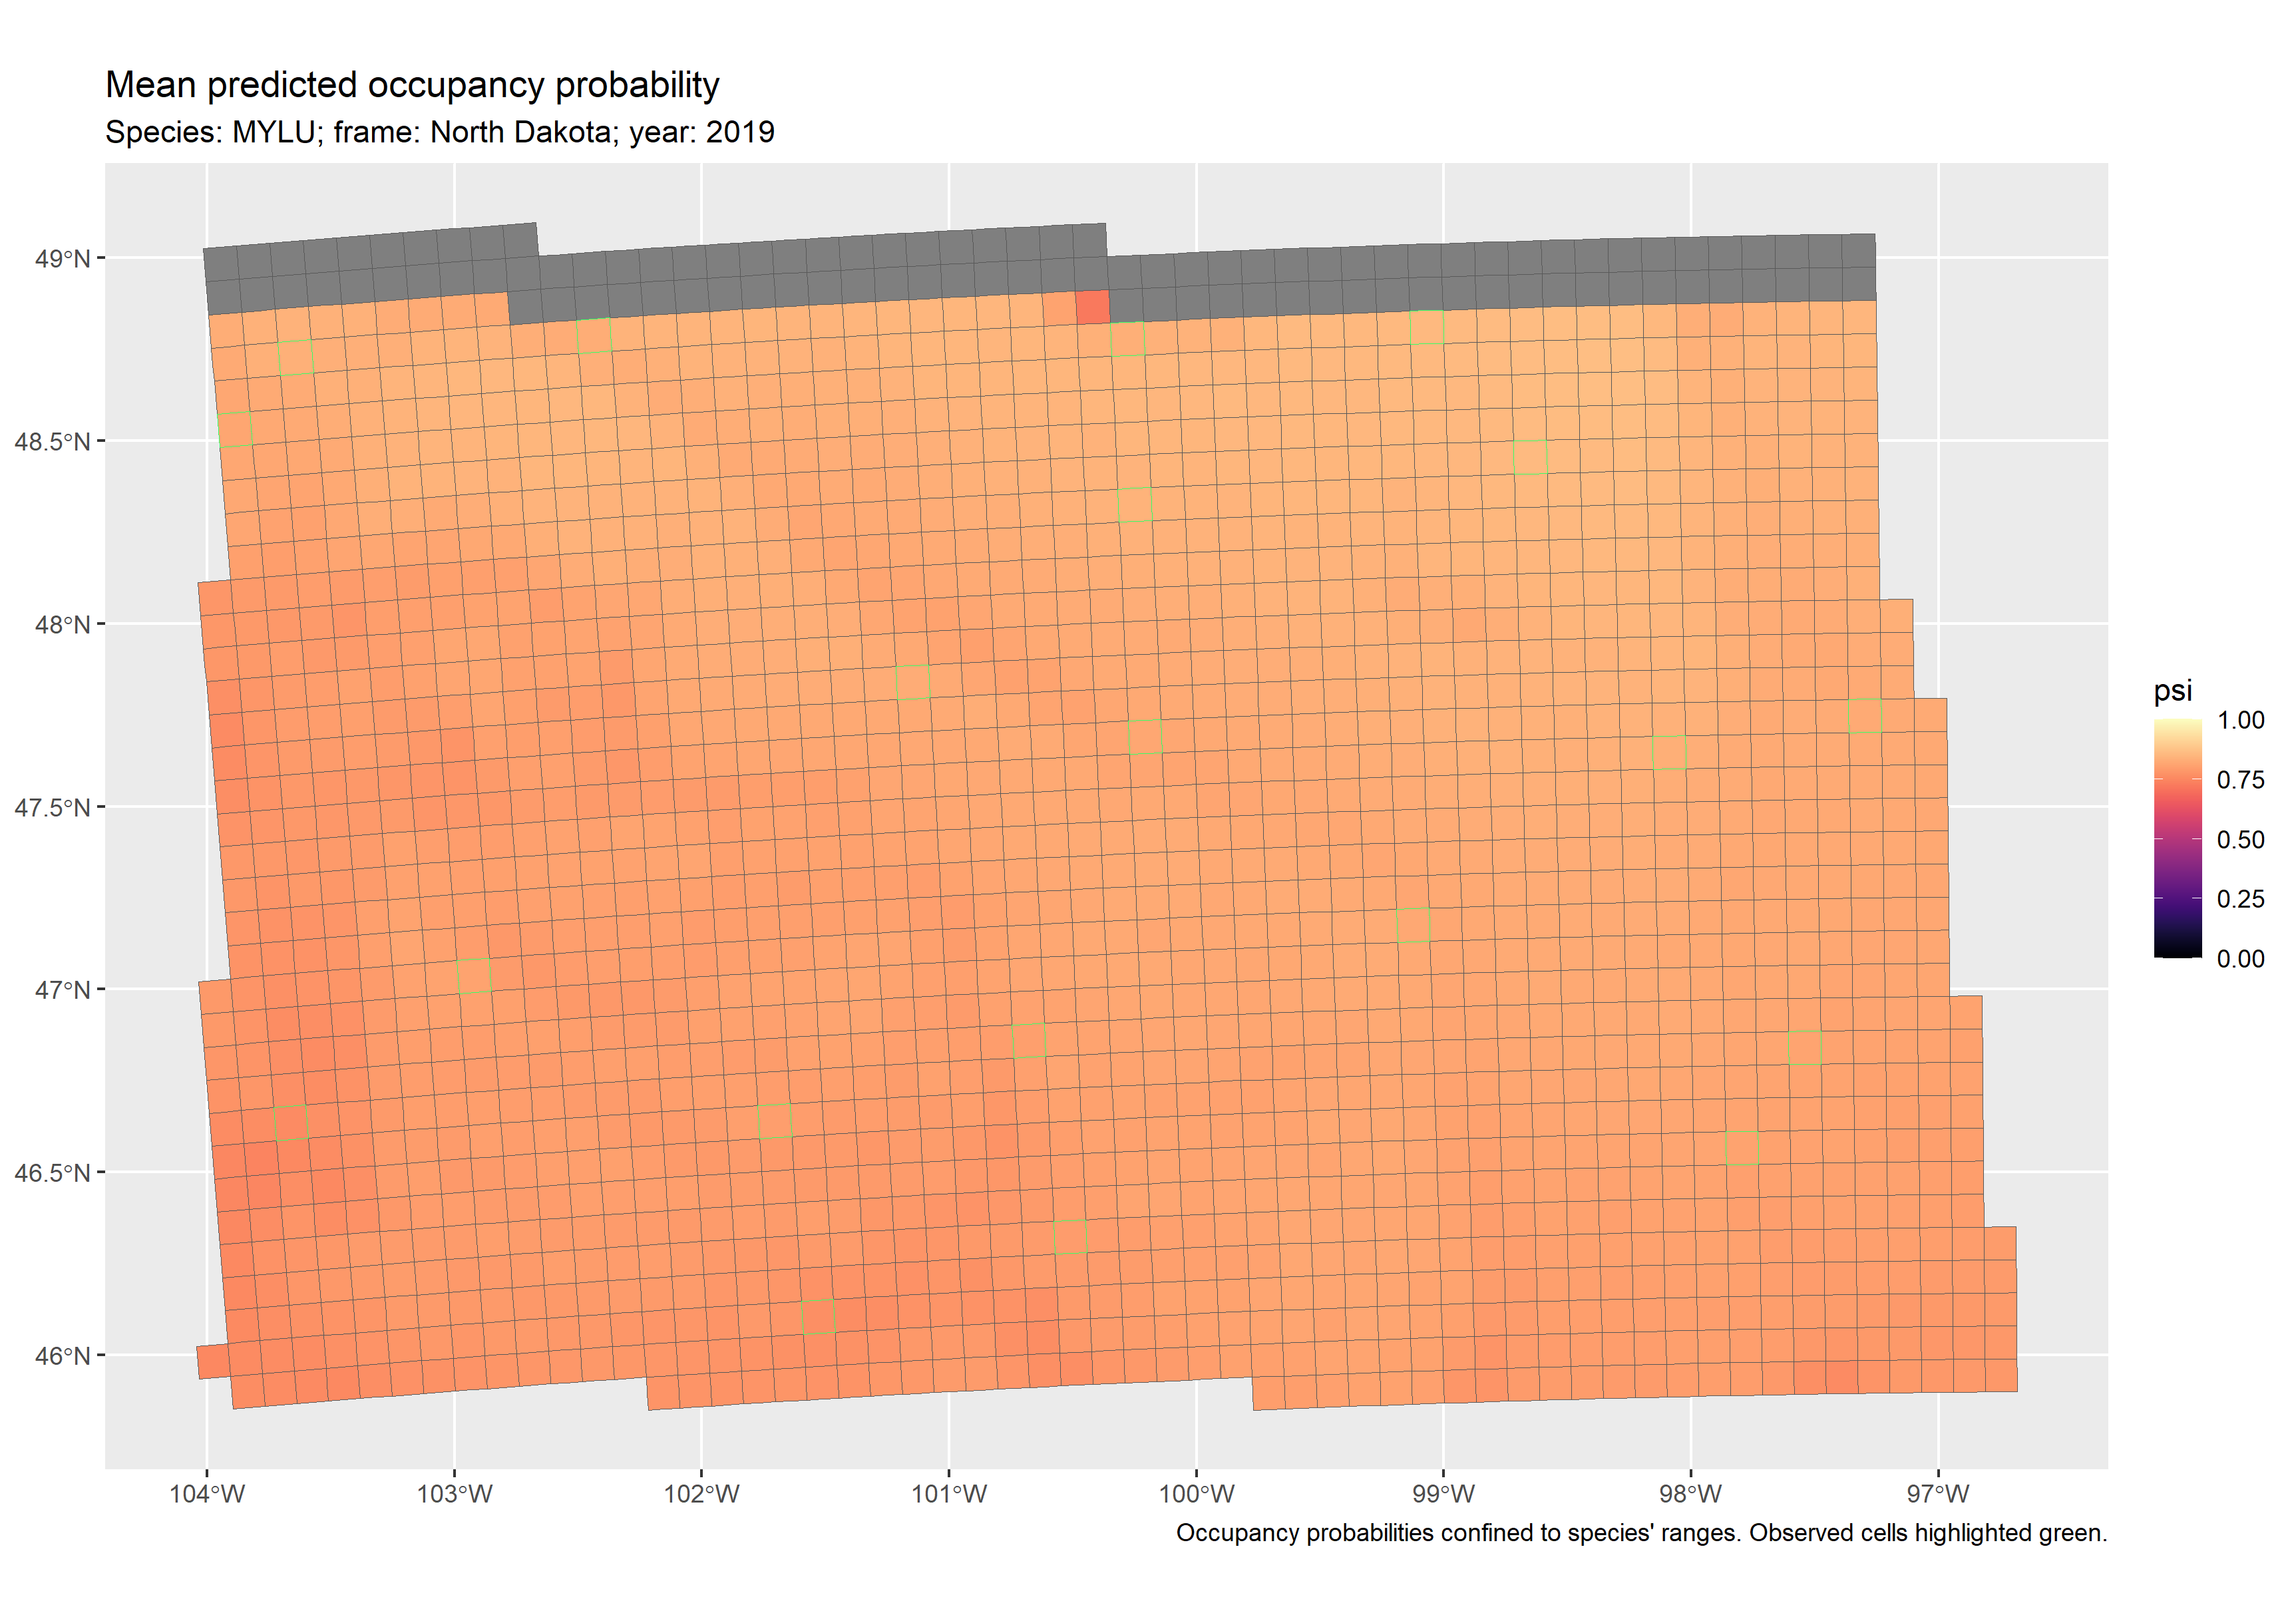 Mean predicted occupancy probability
Species: MYLU; frame: North Dakota; year: 2019
49°N
48.5°N
48°N
47.5°N
47°N
46.5°N
46°N
104°W
103°W
102°W
101°W
100°W
99°W
98°W
97°W
psi
1.00
0.75
0.50
0.25
0.00
Occupancy probabilities confined to species' ranges. Observed cells highlighted green.